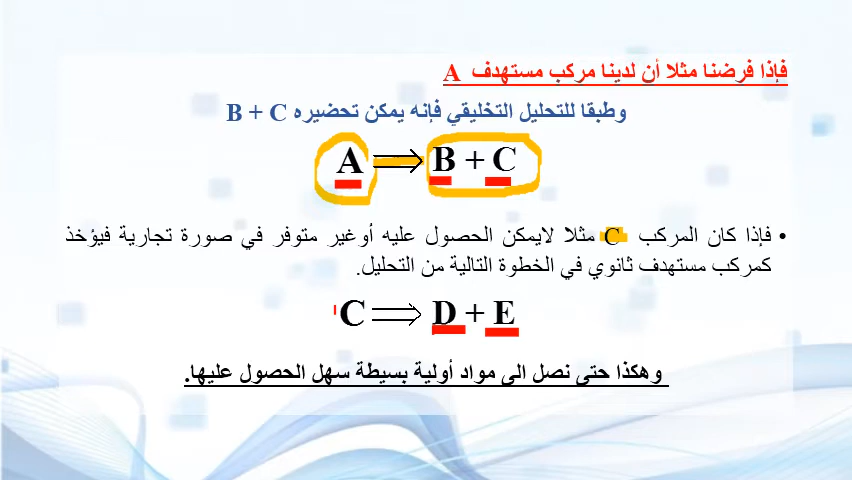 فإذا فرضنا مثلا أن لدينا مركب مستهدف A
وطبقا للتحليل التخليقي فإنه يمكن تحضيره B + C
A ⟹ B + C
• فإذا كان المركب C مثلا لايمكن الحصول عليه أوغير متوفر في صورة تجارية فيؤخذ
كمركب مستهدف ثانوي في الخطوة التالية من التحليل.
C ⟹ D + E
وهكذا حتى نصل الى مواد أولية بسيطة سهل الحصول عليها.